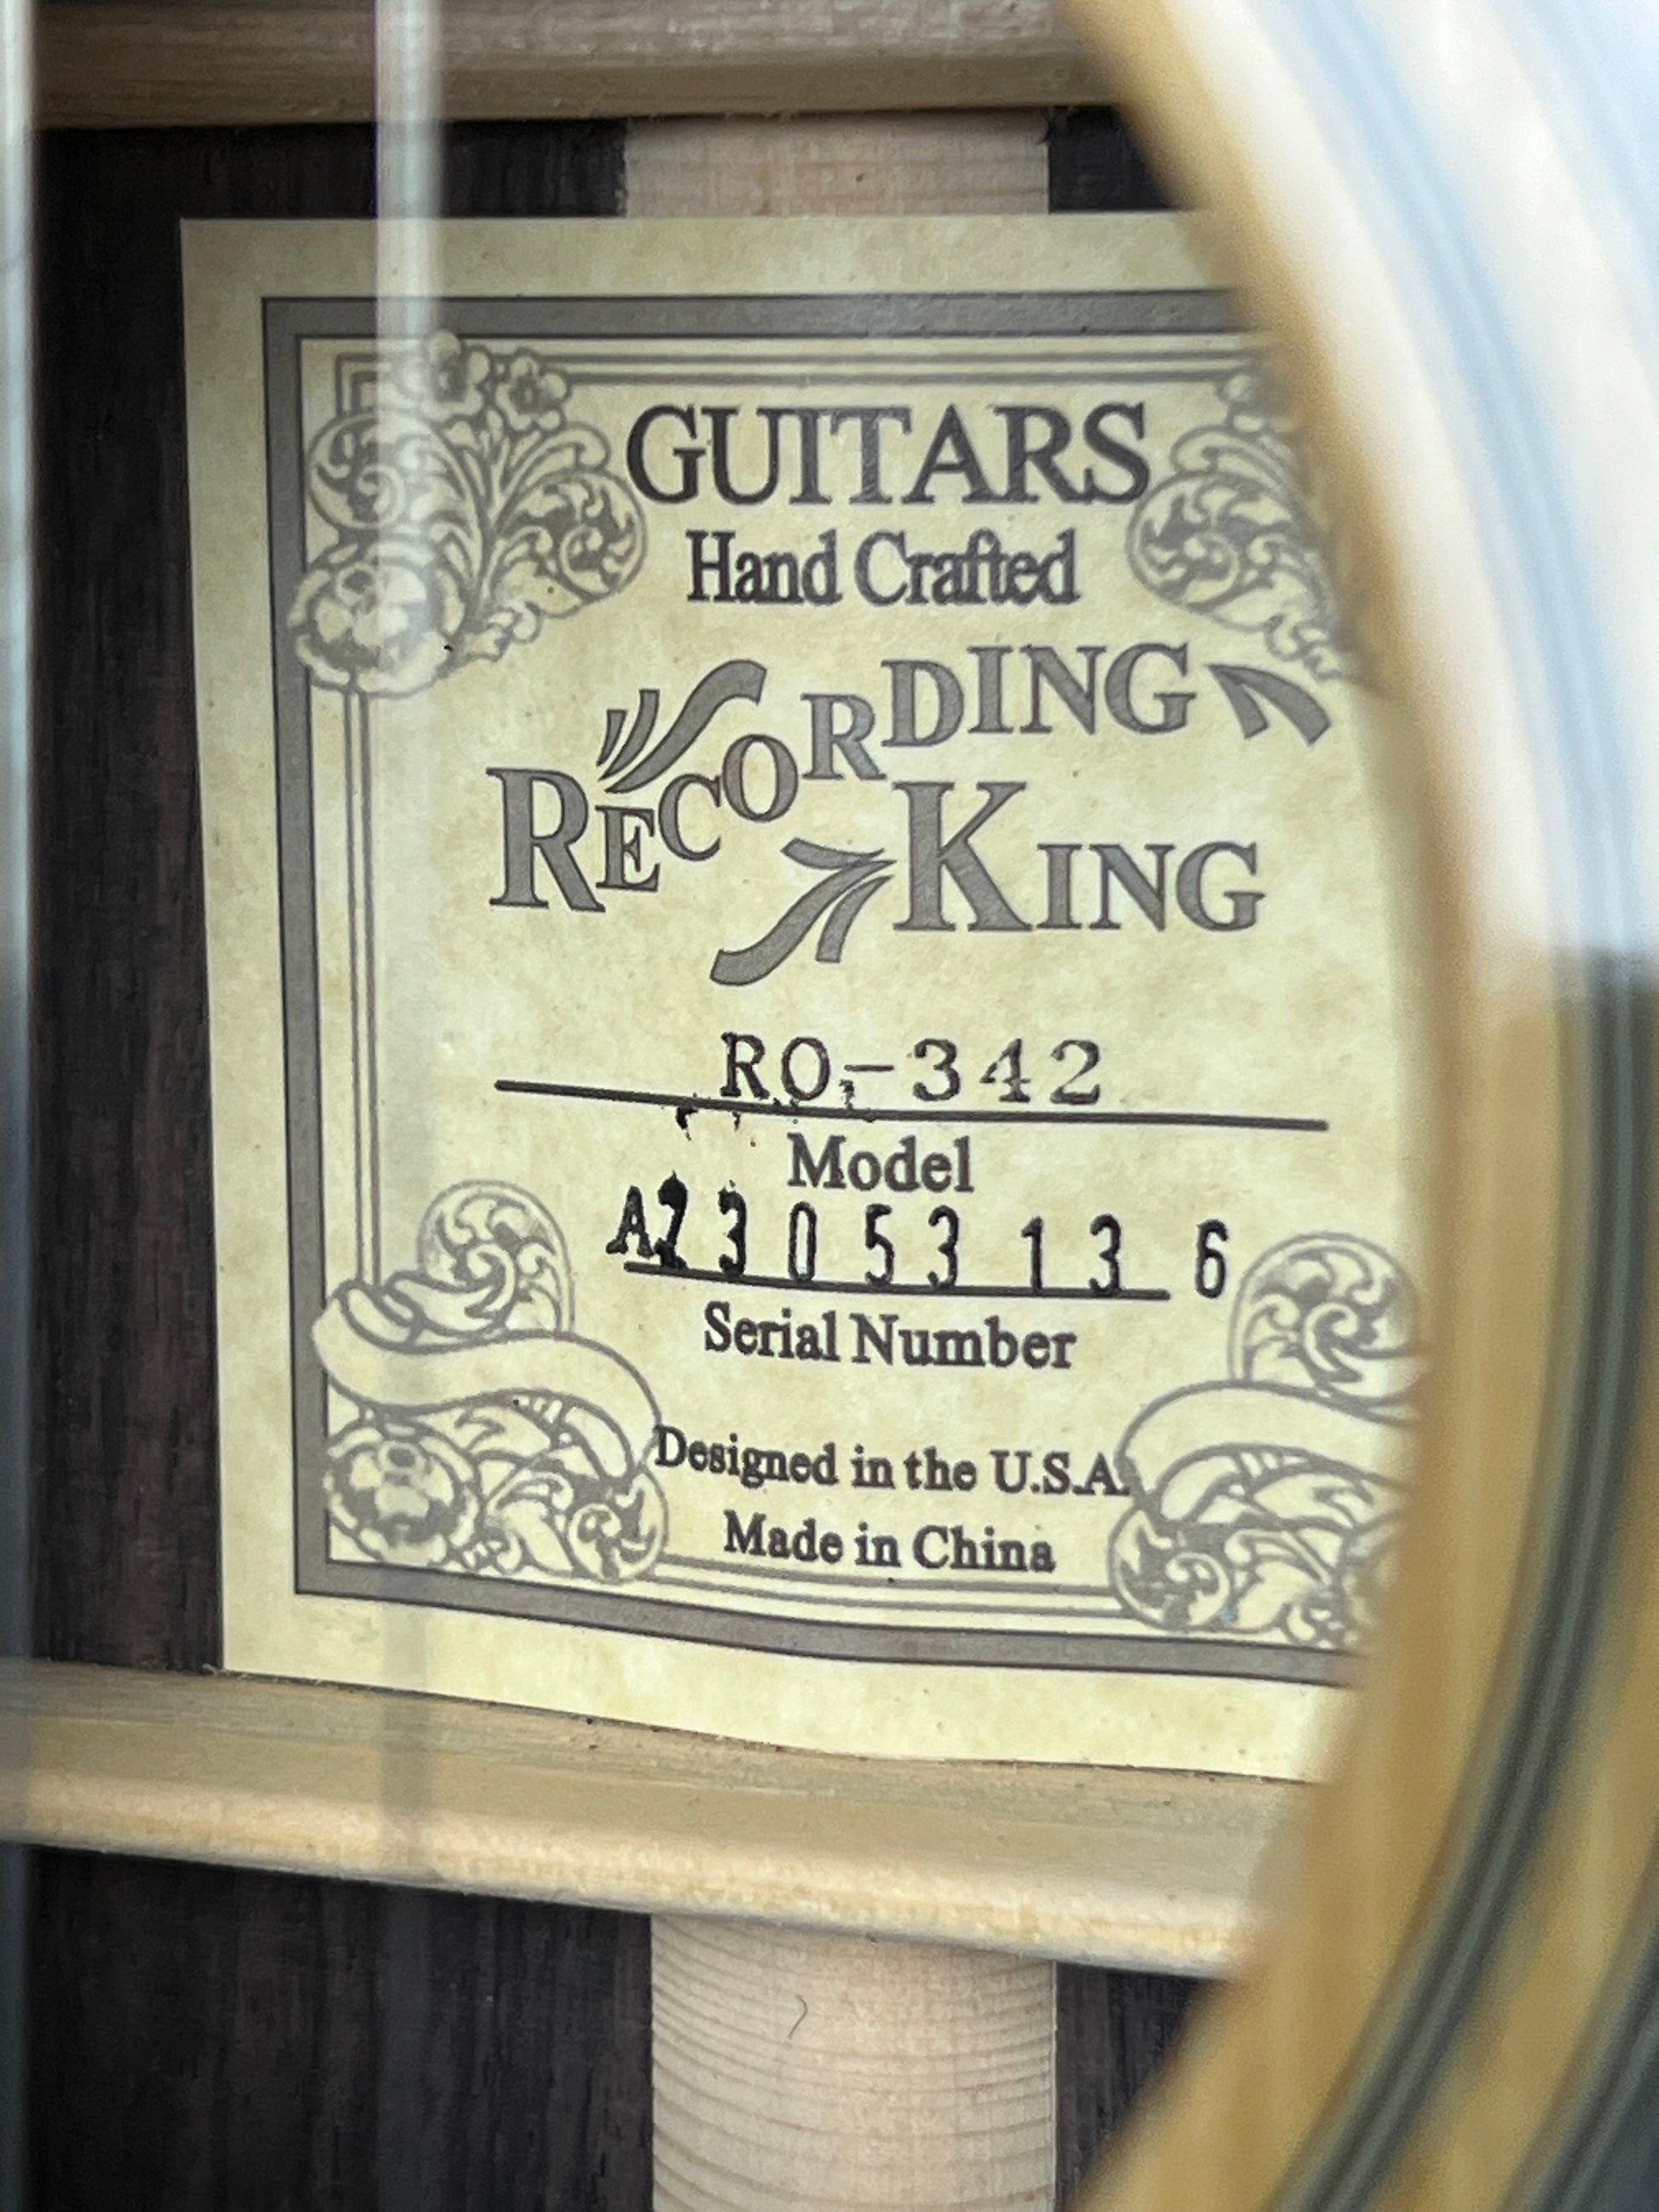 GUITARS
Hand Crafted
RECORDING
KING
RO-342
Model
A23053136
Serial Number
Designed in the U.S.A.
Made in China